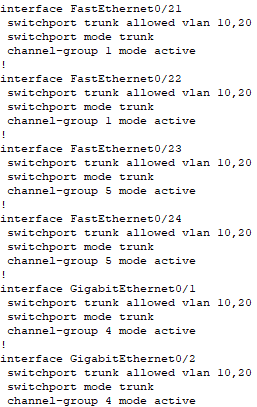 interface FastEthernet0/21
 switchport trunk allowed vlan 10,20
 switchport mode trunk
 channel-group 1 mode active
!
interface FastEthernet0/22
 switchport trunk allowed vlan 10,20
 switchport mode trunk
 channel-group 1 mode active
!
interface FastEthernet0/23
 switchport trunk allowed vlan 10,20
 switchport mode trunk
 channel-group 5 mode active
!
interface FastEthernet0/24
 switchport trunk allowed vlan 10,20
 switchport mode trunk
 channel-group 5 mode active
!
interface GigabitEthernet0/1
 switchport trunk allowed vlan 10,20
 switchport mode trunk
 channel-group 4 mode active
!
interface GigabitEthernet0/2
 switchport trunk allowed vlan 10,20
 switchport mode trunk
 channel-group 4 mode active